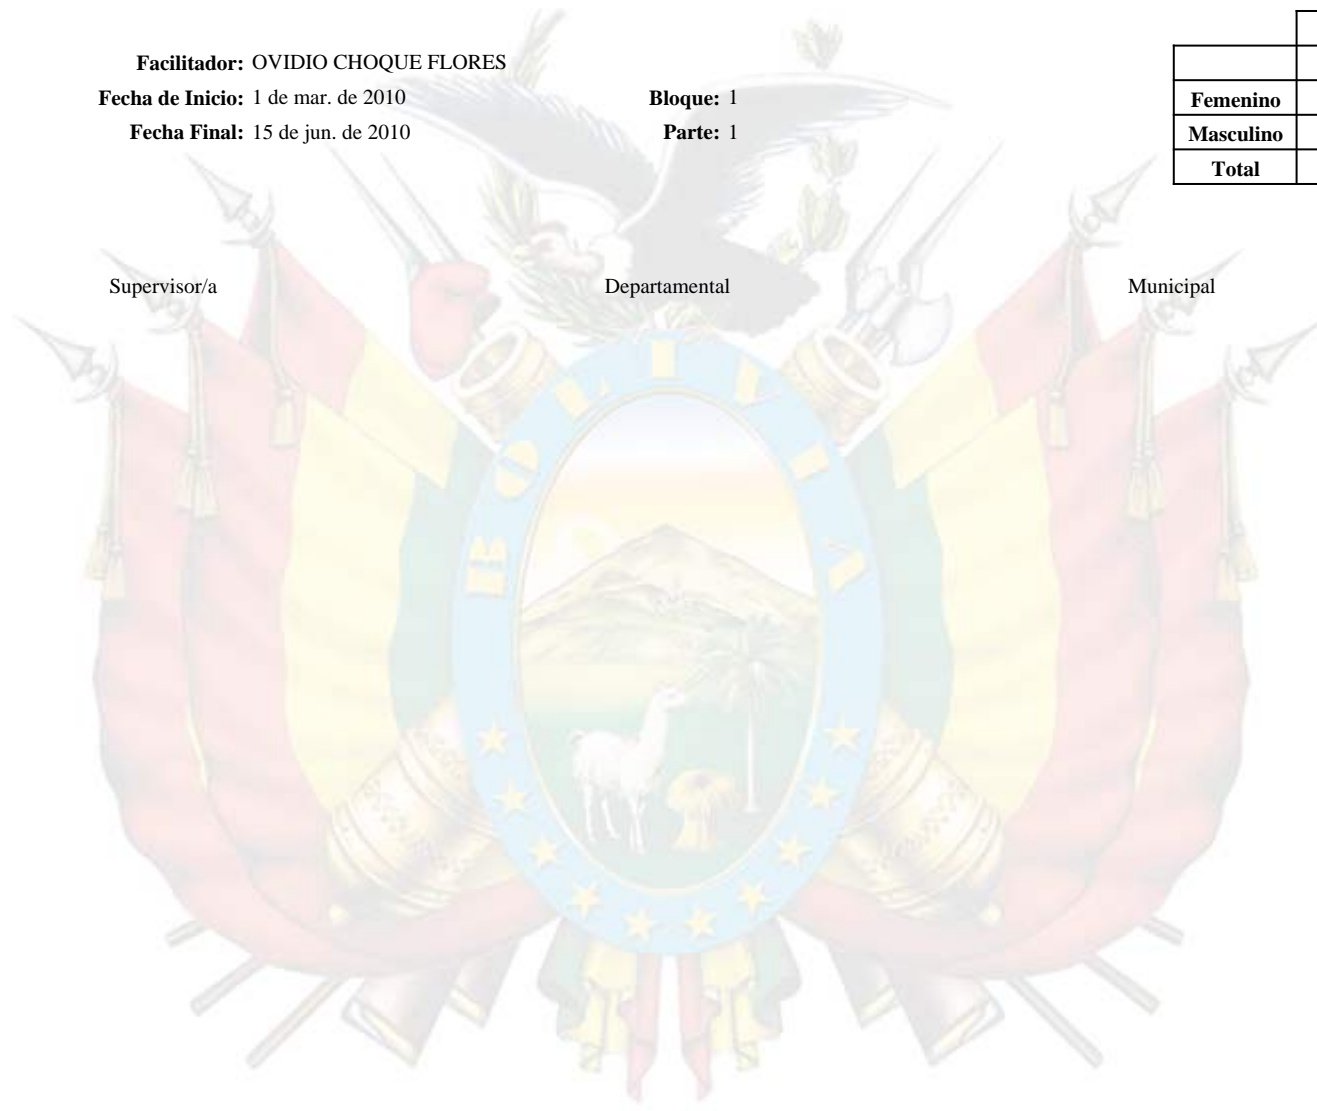 Facilitador: OVIDIO CHOQUE FLORES
Fecha de Inicio: 1 de mar. de 2010 Bloque: 1
Femenino
Fecha Final: 15 de jun. de 2010 Parte: 1
Masculino
Total
Supervisor/a Departamental Municipal
BOLIVIA